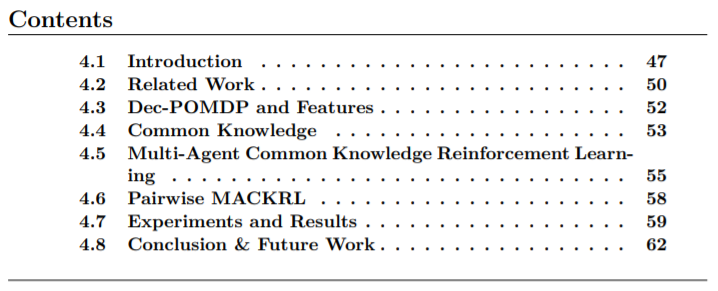 Contents
4.1 Introduction . . . . . . . . . . . . . . . . . . . . . . . . . 47
4.2 Related Work . . . . . . . . . . . . . . . . . . . . . . . . . 50
4.3 Dec-POMDP and Features . . . . . . . . . . . . . . . . . 52
4.4 Common Knowledge . . . . . . . . . . . . . . . . . . . . 53
4.5 Multi-Agent Common Knowledge Reinforcement Learn-
ing . . . . . . . . . . . . . . . . . . . . . . . . . . . . . . . 55
4.6 Pairwise MACKRL . . . . . . . . . . . . . . . . . . . . . 58
4.7 Experiments and Results . . . . . . . . . . . . . . . . . . 59
4.8 Conclusion & Future Work . . . . . . . . . . . . . . . . . 62